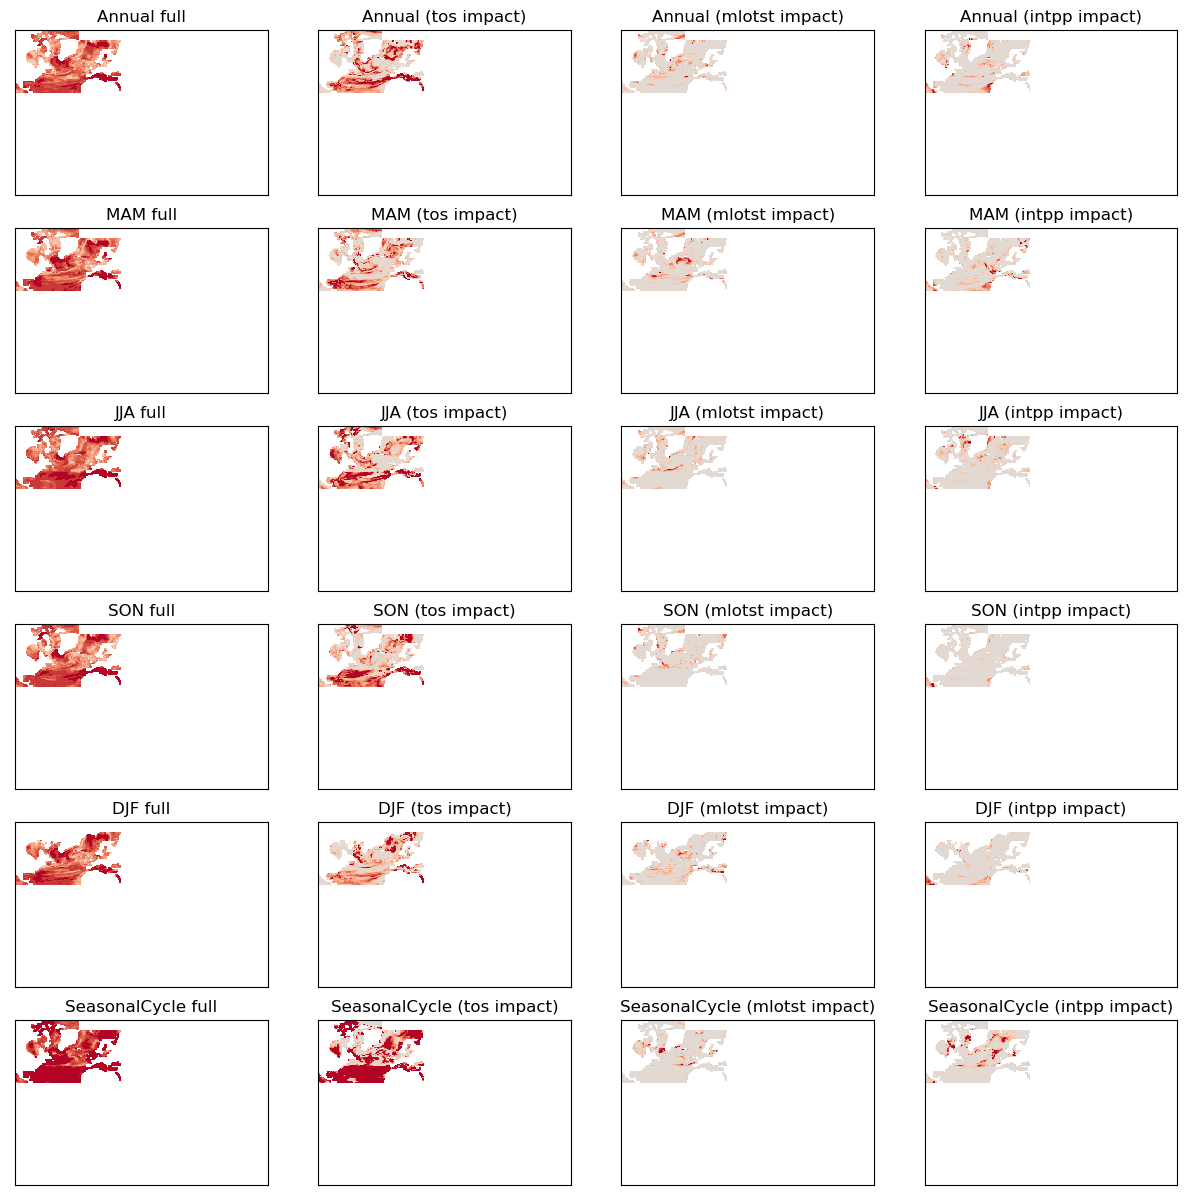 Annual full
Annual (tos impact)
Annual (mlotst impact)
Annual (intpp impact)
MAM full
MAM (tos impact)
MAM (mlotst impact)
MAM (intpp impact)
JJA full
JJA (tos impact)
JJA (mlotst impact)
JJA (intpp impact)
SON full
SON (tos impact)
SON (mlotst impact)
SON (intpp impact)
DJF full
DJF (tos impact)
DJF (mlotst impact)
DJF (intpp impact)
SeasonalCycle full
SeasonalCycle (tos impact)
SeasonalCycle (mlotst impact)
SeasonalCycle (intpp impact)